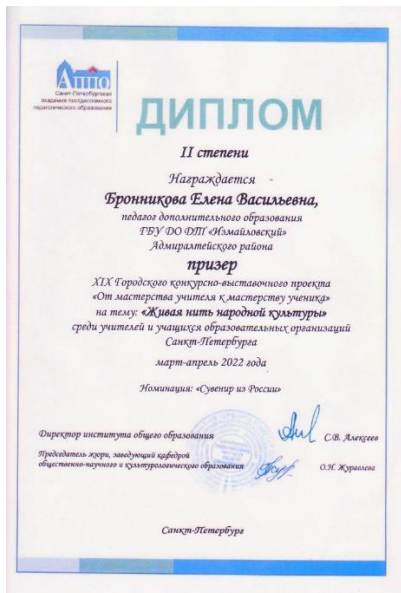 АППО
Санкт-Петербургская
академия постдипломного
педагогического образования
ДИПЛОМ
II степени
Награждается
Бронникова Елена Васильевна,
педагог дополнительного образования
ГБУ ДО ДТ «Измайловский»
Адмиралтейского района
призер
XIX Городского конкурсно-выставочного проекта
«От мастерства учителя к мастерству ученика»
на тему: «Живая нить народной культуры»
среди учителей и учащихся образовательных организаций
Санкт-Петербурга
март-апрель 2022 года
Номинация: «Сувенир из России»
Директор института общего образования
С.В. Алексеев
Председатель жюри, заведующий кафедрой
общественно-научного и культурологического образования
О.Н. Журавлева
Санкт-Петербург